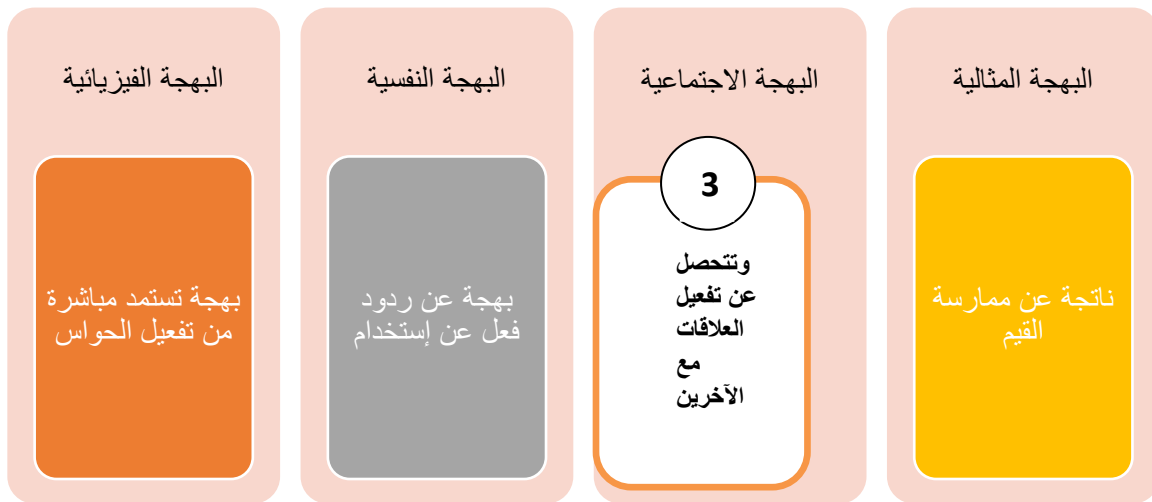 البهجة المثالية
ناتجة عن ممارسة
القيم
البهجة الاجتماعية
3
وتتحصل
عن تفعيل
العلاقات
مع
الآخرين
البهجة النفسية
بهجة عن ردود
فعل عن إستخدام
البهجة الفيزيائية
بهجة تستمد مباشرة
من تفعيل الحواس